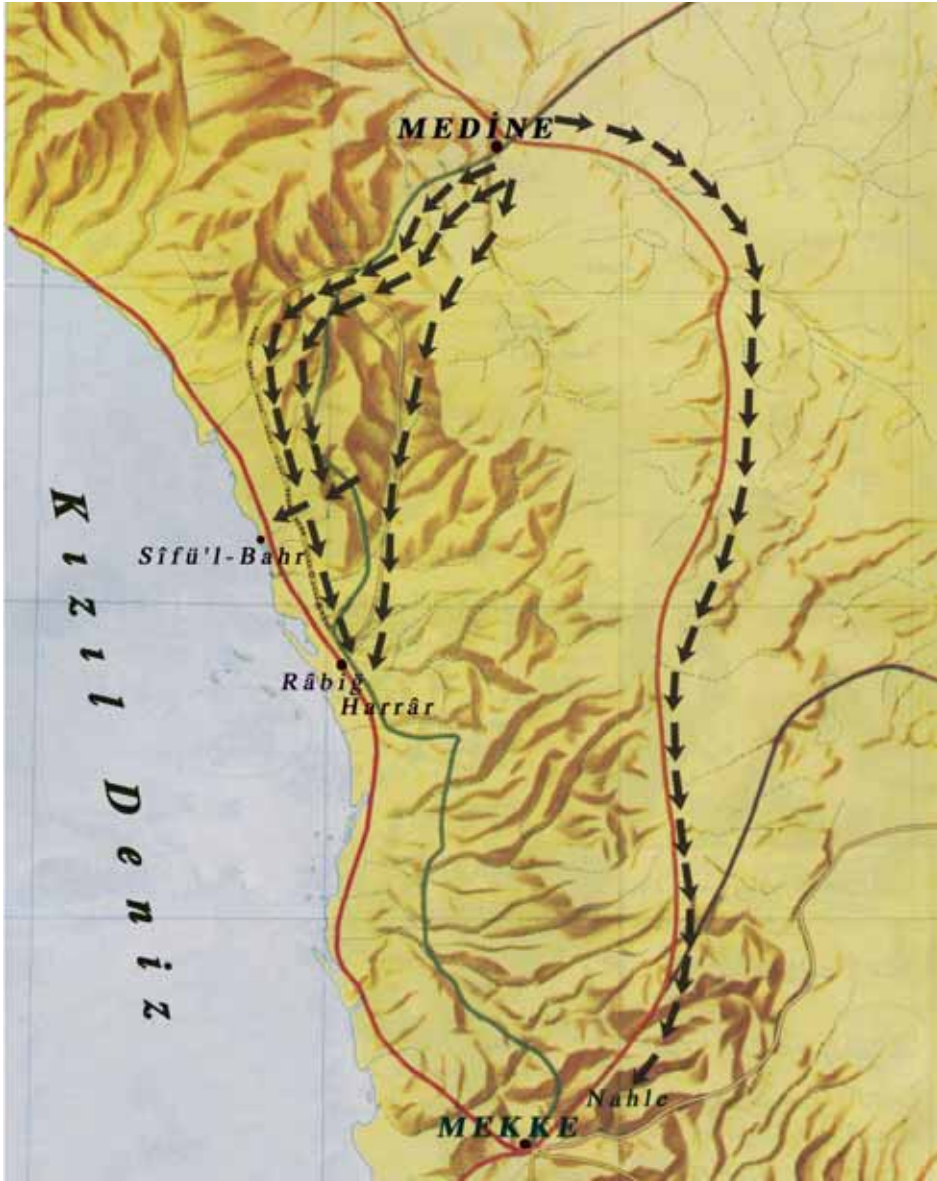 MEDİNE
Kızıl Deniz
Sîfü'l-Bahr
Râbiğ
Harrâr
Nahle
MEKKE